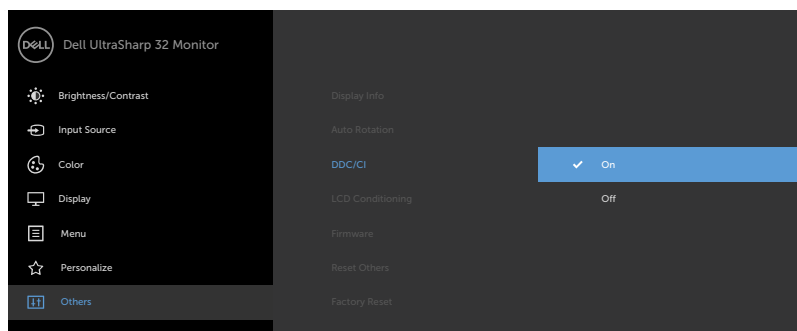 DELL
Dell UltraSharp 32 Monitor
Brightness/Contrast
Input Source
Color
Display
Menu
Personalize
Others
Display Info
Auto Rotation
DDC/CI
LCD Conditioning
Firmware
Reset Others
Factory Reset
On
Off